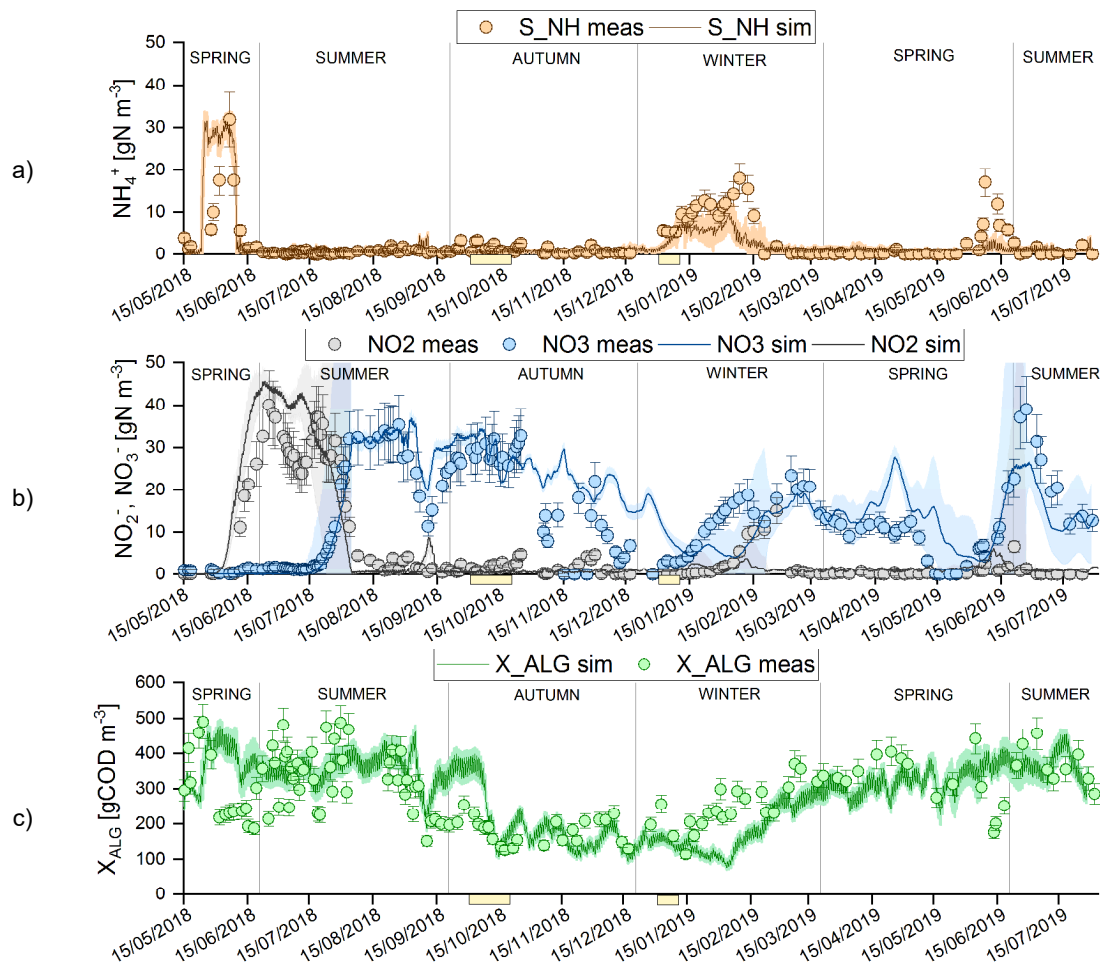 S_NH meas S_NH sim
a)
NH₄⁺ [gN m⁻³]
50
40
30
20
10
0
SPRING SUMMER AUTUMN WINTER SPRING SUMMER
15/05/2018 15/06/2018 15/07/2018 15/08/2018 15/09/2018 15/10/2018 15/11/2018 15/12/2018 15/01/2019 15/02/2019 15/03/2019 15/04/2019 15/05/2019 15/06/2019 15/07/2019
NO2 meas NO3 meas NO3 sim NO2 sim
b)
NO₂⁻, NO₃⁻ [gN m⁻³]
50
40
30
20
10
0
SPRING SUMMER AUTUMN WINTER SPRING SUMMER
15/05/2018 15/06/2018 15/07/2018 15/08/2018 15/09/2018 15/10/2018 15/11/2018 15/12/2018 15/01/2019 15/02/2019 15/03/2019 15/04/2019 15/05/2019 15/06/2019 15/07/2019
X_ALG sim X_ALG meas
c)
X_ALG [gCOD m⁻³]
600
500
400
300
200
100
0
SPRING SUMMER AUTUMN WINTER SPRING SUMMER
15/05/2018 15/06/2018 15/07/2018 15/08/2018 15/09/2018 15/10/2018 15/11/2018 15/12/2018 15/01/2019 15/02/2019 15/03/2019 15/04/2019 15/05/2019 15/06/2019 15/07/2019